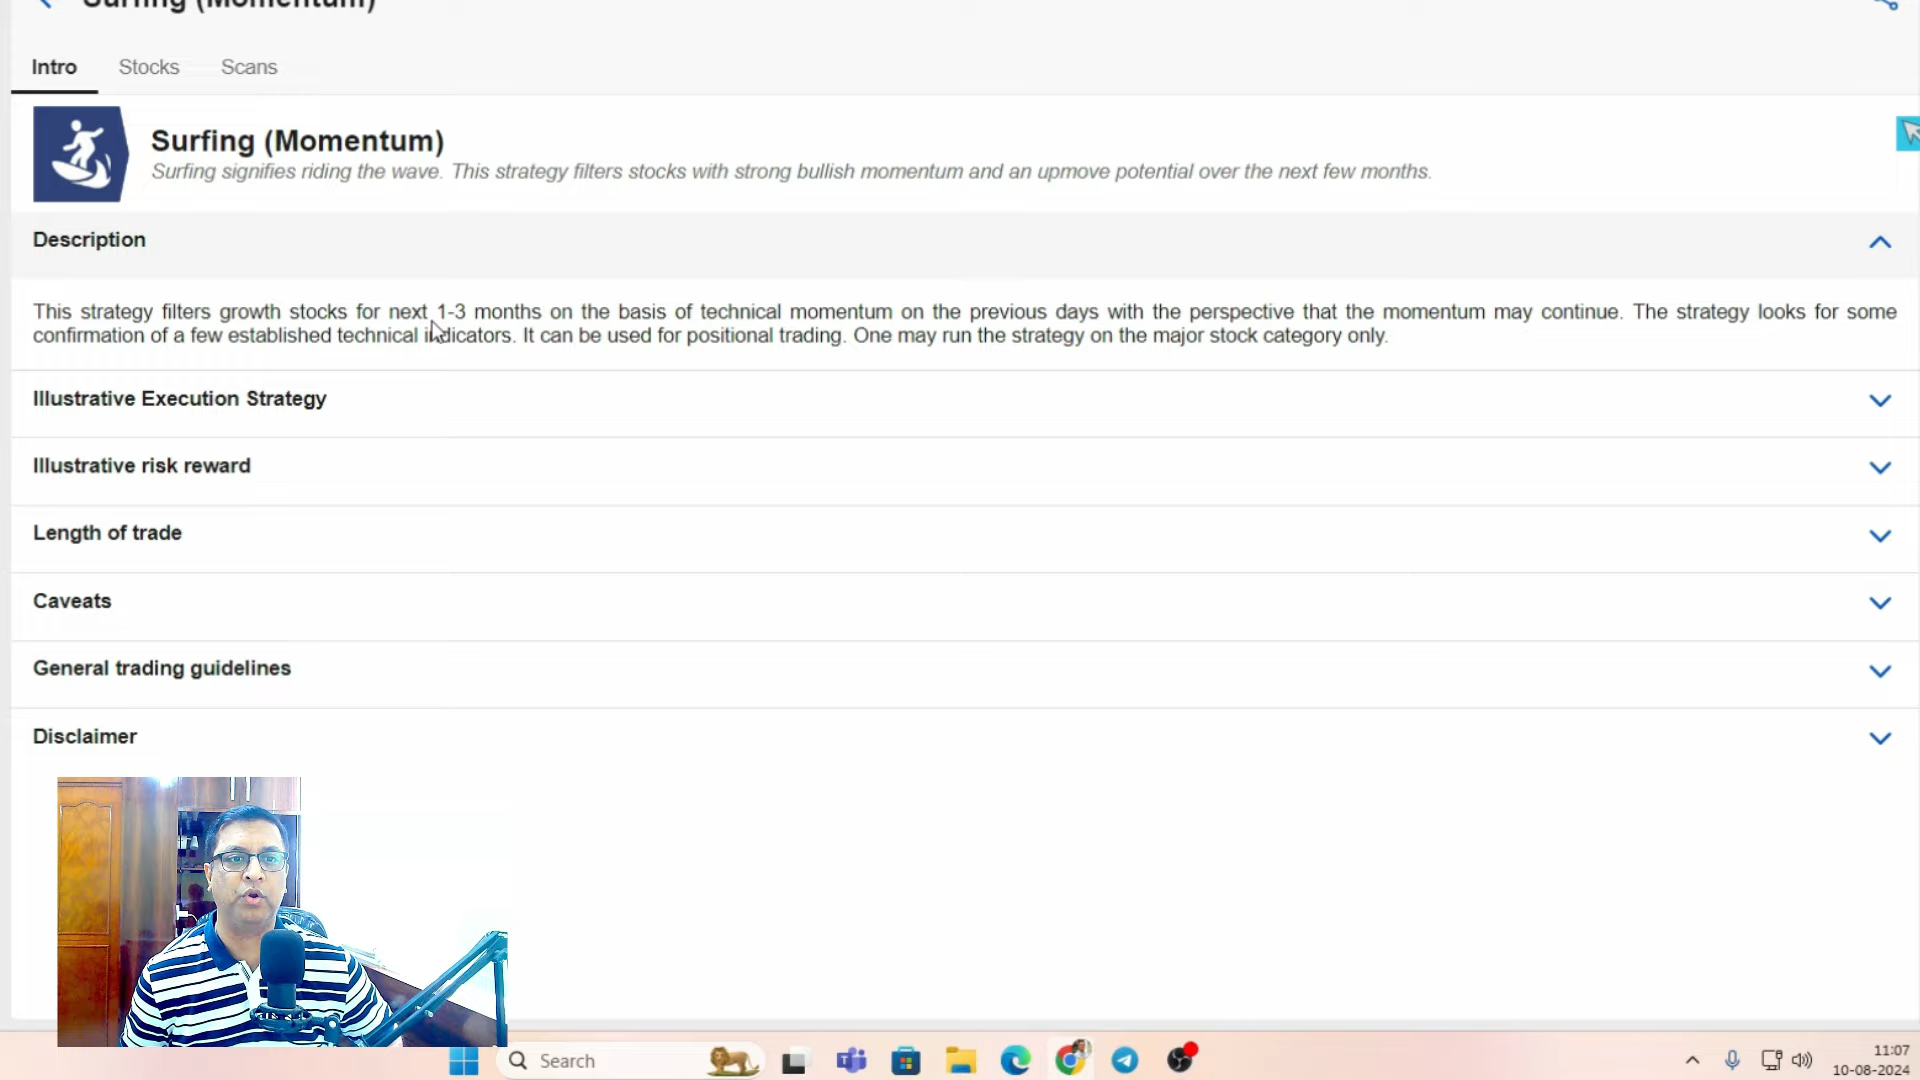 Surfing (Momentum)
Intro Stocks Scans
Surfing (Momentum)
Surfing signifies riding the wave. This strategy filters stocks with strong bullish momentum and an upmove potential over the next few months.
Description
This strategy filters growth stocks for next 1-3 months on the basis of technical momentum on the previous days with the perspective that the momentum may continue. The strategy looks for some
confirmation of a few established technical indicators. It can be used for positional trading. One may run the strategy on the major stock category only.
Illustrative Execution Strategy
Illustrative risk reward
Length of trade
Caveats
General trading guidelines
Disclaimer
Search
11:07
10-08-2024